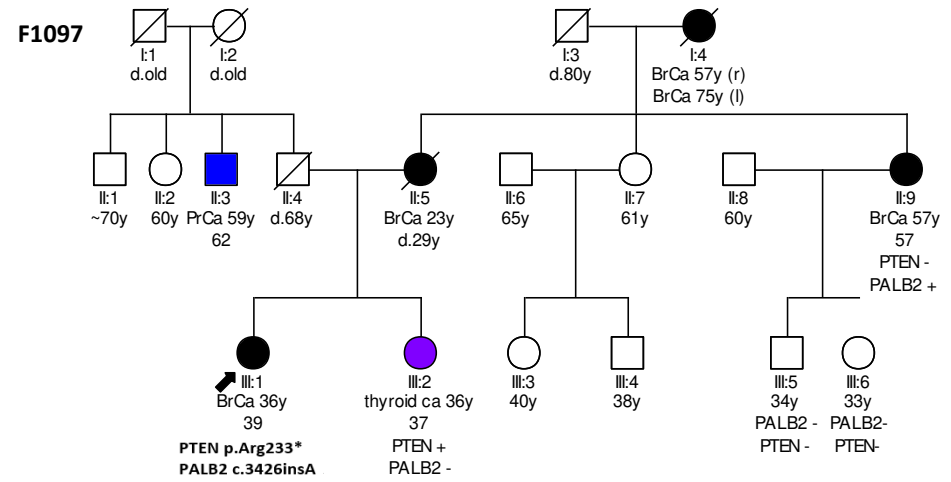 F1097
I:1
d.old
I:2
d.old
I:3
d.80y
I:4
BrCa 57y (r)
BrCa 75y (l)
II:1
~70y
II:2
60y
II:3
PrCa 59y
62
II:4
d.68y
II:5
BrCa 23y
d.29y
II:6
65y
II:7
61y
II:8
60y
II:9
BrCa 57y
57
PTEN -
PALB2 +
III:1
BrCa 36y
39
PTEN p.Arg233*
PALB2 c.3426insA
III:2
thyroid ca 36y
37
PTEN +
PALB2 -
III:3
40y
III:4
38y
III:5
34y
PALB2 -
PTEN -
III:6
33y
PALB2-
PTEN-